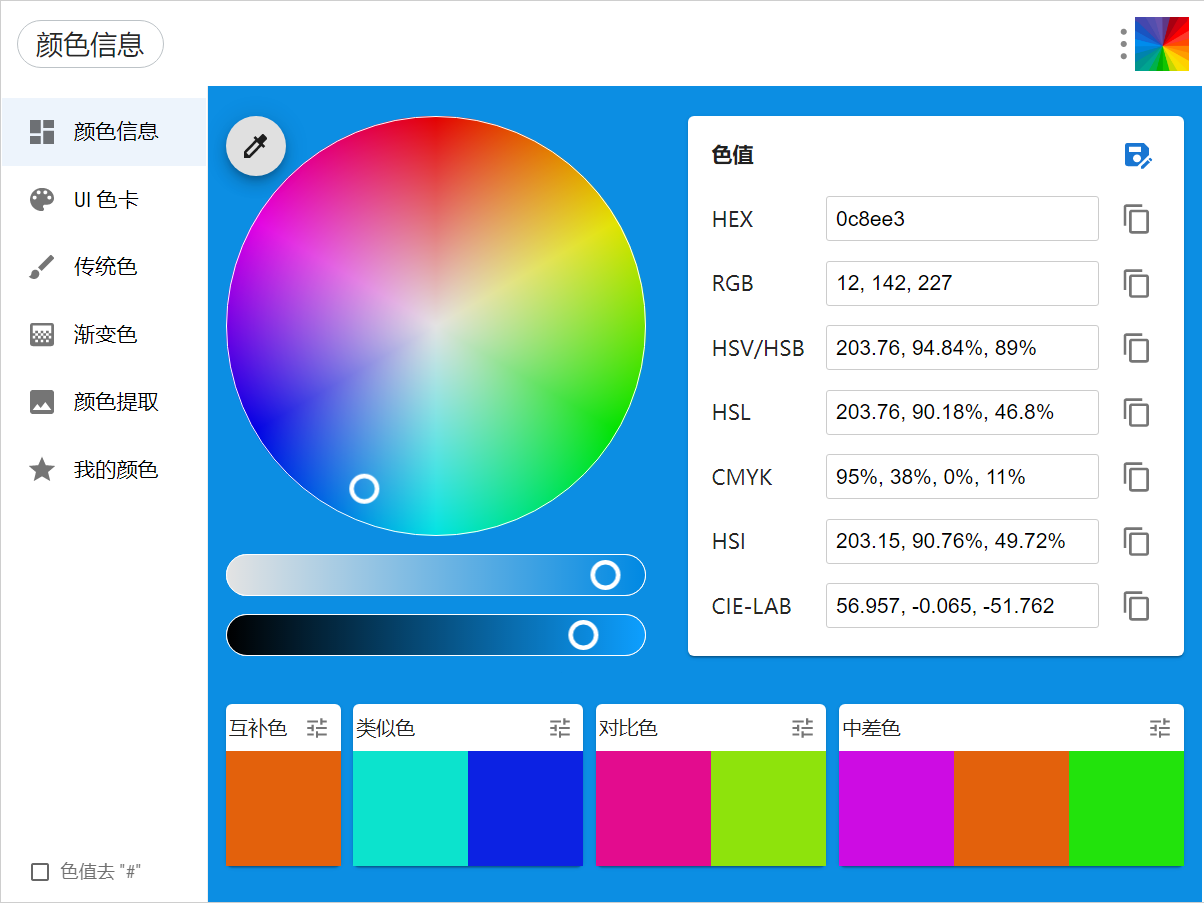 颜色信息
颜色信息
UI 色卡
传统色
渐变色
颜色提取
我的颜色
色值去 "#"
色值
HEX 0c8ee3
RGB 12, 142, 227
HSV/HSB 203.76, 94.84%, 89%
HSL 203.76, 90.18%, 46.8%
CMYK 95%, 38%, 0%, 11%
HSI 203.15, 90.76%, 49.72%
CIE-LAB 56.957, -0.065, -51.762
互补色 类似色 对比色 中差色